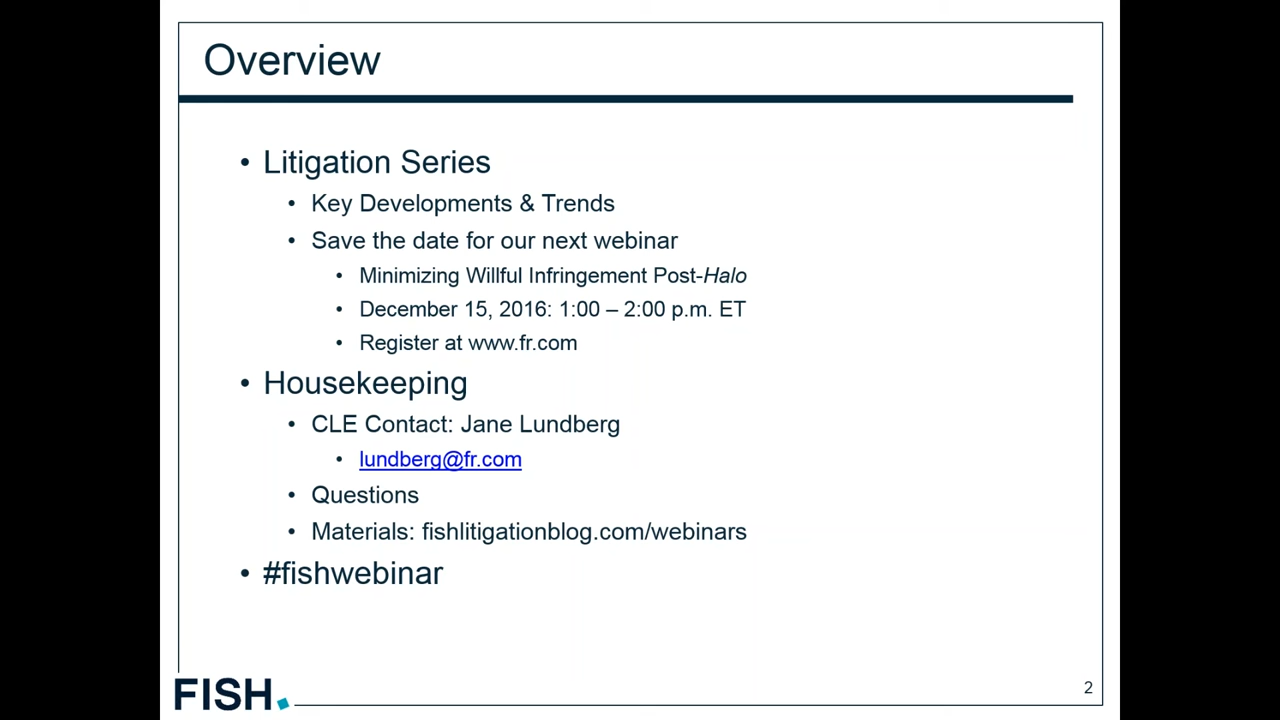 Overview
• Litigation Series
• Key Developments & Trends
• Save the date for our next webinar
• Minimizing Willful Infringement Post-Halo
• December 15, 2016: 1:00 – 2:00 p.m. ET
• Register at www.fr.com
• Housekeeping
• CLE Contact: Jane Lundberg
• lundberg@fr.com
• Questions
• Materials: fishlitigationblog.com/webinars
• #fishwebinar
FISH.
2